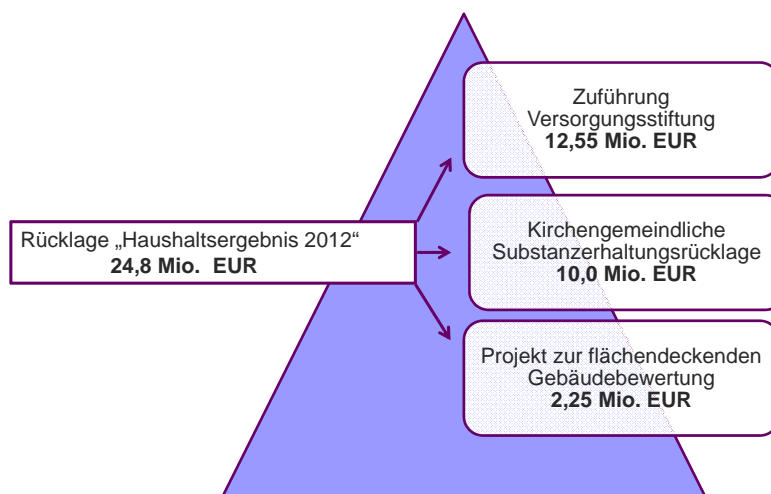 Rücklage „Haushaltsergebnis 2012“
24,8 Mio. EUR
Zuführung
Versorgungsstiftung
12,55 Mio. EUR
Kirchengemeindliche
Substanzerhaltungsrücklage
10,0 Mio. EUR
Projekt zur flächendeckenden
Gebäudebewertung
2,25 Mio. EUR